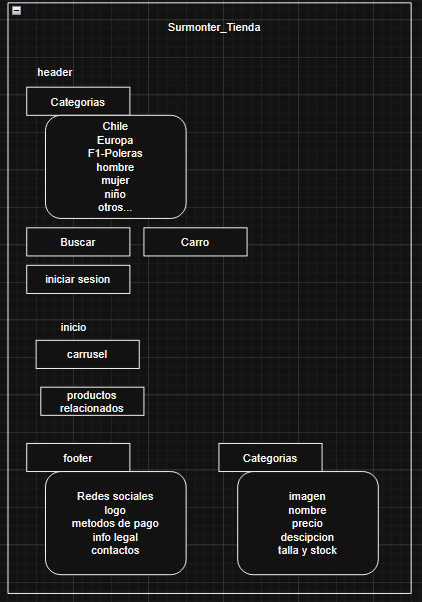 Surmonter_Tienda
header
Categorias
Chile
Europa
F1-Poleras
hombre
mujer
niño
otros...
Buscar
Carro
iniciar sesion
inicio
carrusel
productos
relacionados
footer
Redes sociales
logo
metodos de pago
info legal
contactos
Categorias
imagen
nombre
precio
descipcion
talla y stock